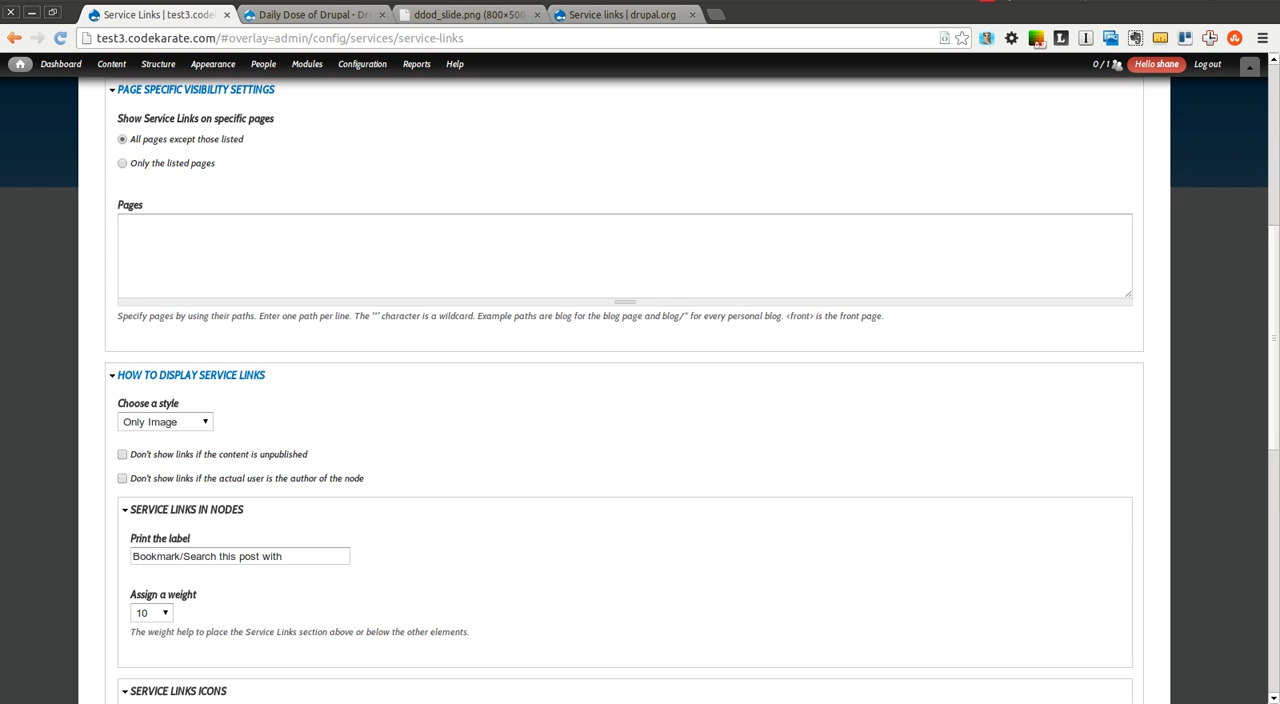 Service Links | test3.code
Daily Dose of Drupal - Dr
ddod_slide.png (800×500
Service links | drupal.org
test3.codekarate.com/#overlay=admin/config/services/service-links
Dashboard Content Structure Appearance People Modules Configuration Reports Help 0 / 1 Hello shane Log out
PAGE SPECIFIC VISIBILITY SETTINGS
Show Service Links on specific pages
All pages except those listed
Only the listed pages
Pages
Specify pages by using their paths. Enter one path per line. The '*' character is a wildcard. Example paths are blog for the blog page and blog/* for every personal blog. <front> is the front page.
HOW TO DISPLAY SERVICE LINKS
Choose a style
Only Image
Don't show links if the content is unpublished
Don't show links if the actual user is the author of the node
SERVICE LINKS IN NODES
Print the label
Bookmark/Search this post with
Assign a weight
10
The weight help to place the Service Links section above or below the other elements.
SERVICE LINKS ICONS